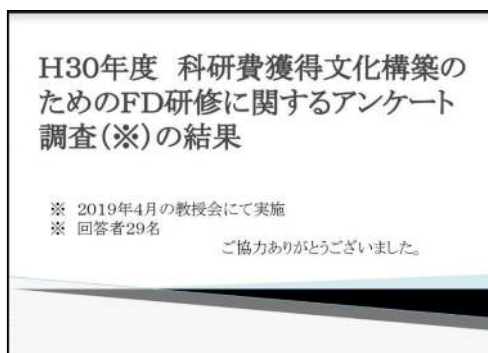 H30年度 科研費獲得文化構築の
ためのFD研修に関するアンケート
調査(※)の結果
※ 2019年4月の教授会にて実施
※ 回答者29名
ご協力ありがとうございました。